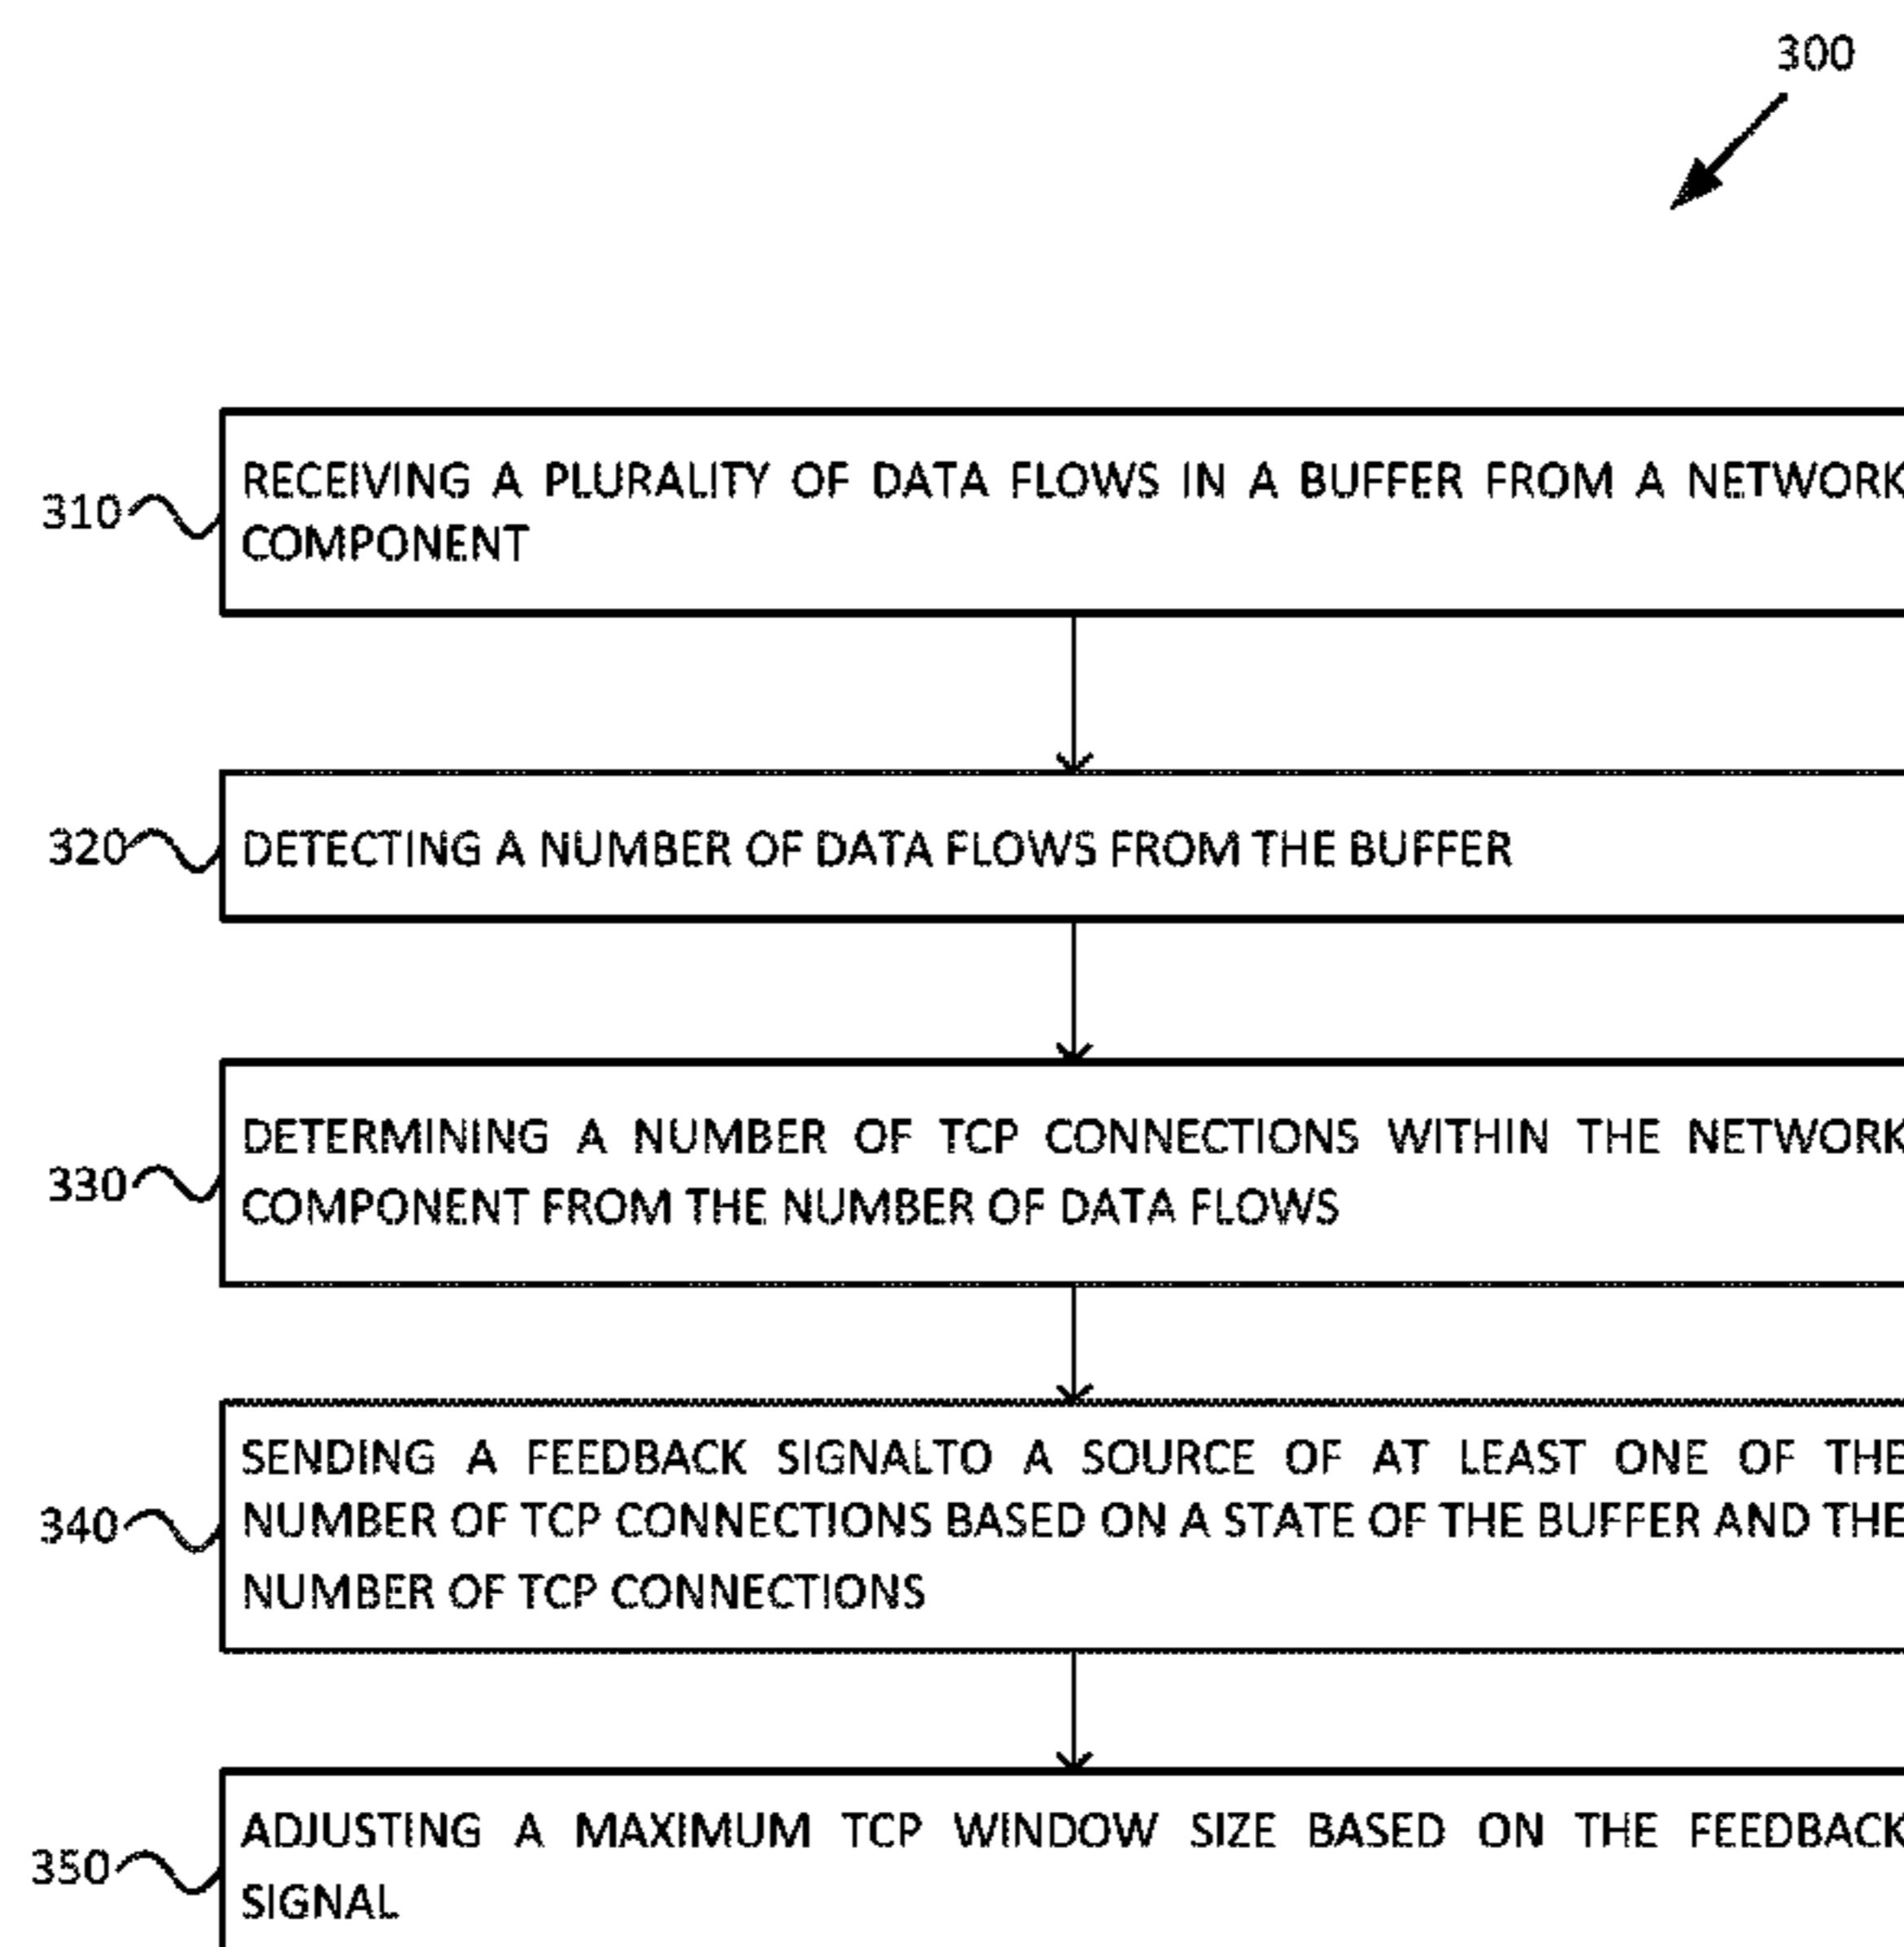 300
310
RECEIVING A PLURALITY OF DATA FLOWS IN A BUFFER FROM A NETWORK
COMPONENT
320
DETECTING A NUMBER OF DATA FLOWS FROM THE BUFFER
330
DETERMINING A NUMBER OF TCP CONNECTIONS WITHIN THE NETWORK
COMPONENT FROM THE NUMBER OF DATA FLOWS
340
SENDING A FEEDBACK SIGNALTO A SOURCE OF AT LEAST ONE OF THE
NUMBER OF TCP CONNECTIONS BASED ON A STATE OF THE BUFFER AND THE
NUMBER OF TCP CONNECTIONS
350
ADJUSTING A MAXIMUM TCP WINDOW SIZE BASED ON THE FEEDBACK
SIGNAL